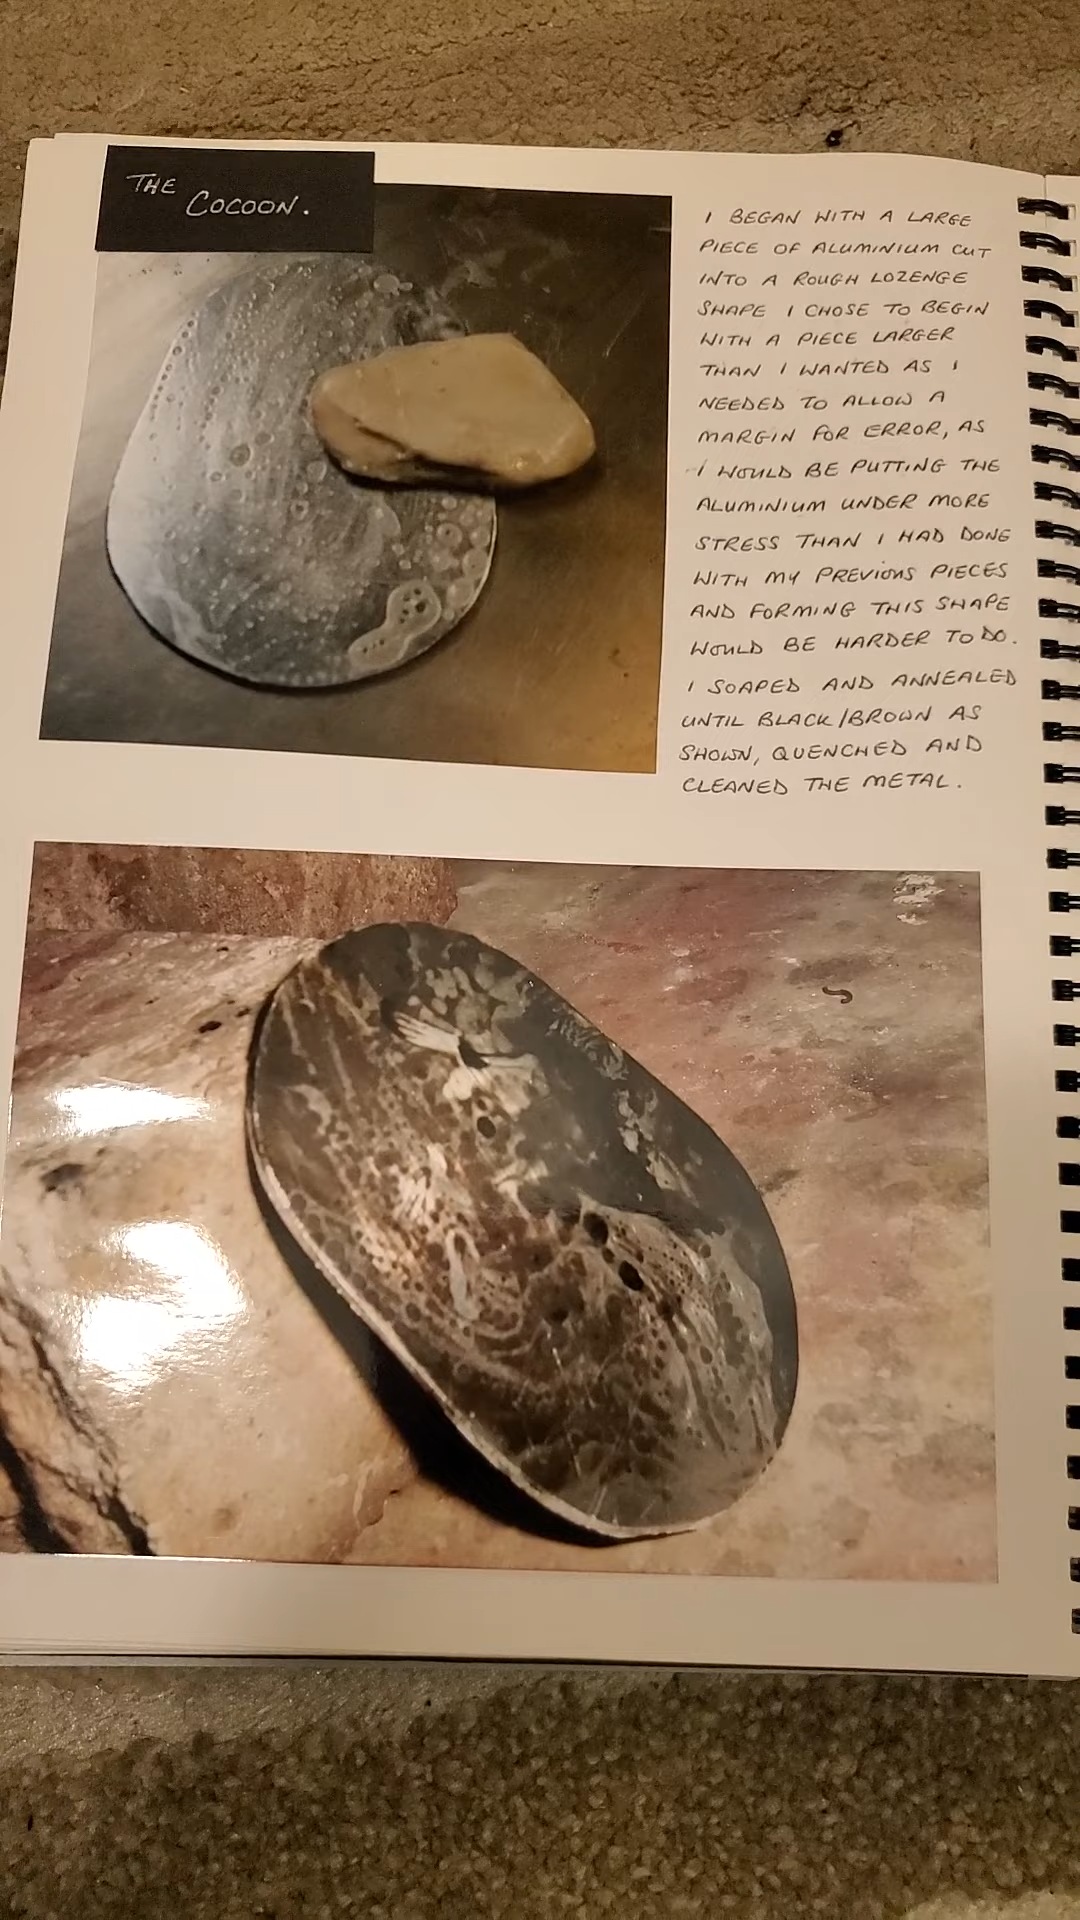 THE
COCOON.
I BEGAN WITH A LARGE
PIECE OF ALUMINIUM CUT
INTO A ROUGH LOZENGE
SHAPE I CHOSE TO BEGIN
WITH A PIECE LARGER
THAN I WANTED AS I
NEEDED TO ALLOW A
MARGIN FOR ERROR, AS
I WOULD BE PUTTING THE
ALUMINIUM UNDER MORE
STRESS THAN I HAD DONE
WITH MY PREVIOUS PIECES
AND FORMING THIS SHAPE
WOULD BE HARDER TO DO.
I SOAPED AND ANNEALED
UNTIL BLACK/BROWN AS
SHOWN, QUENCHED AND
CLEANED THE METAL.